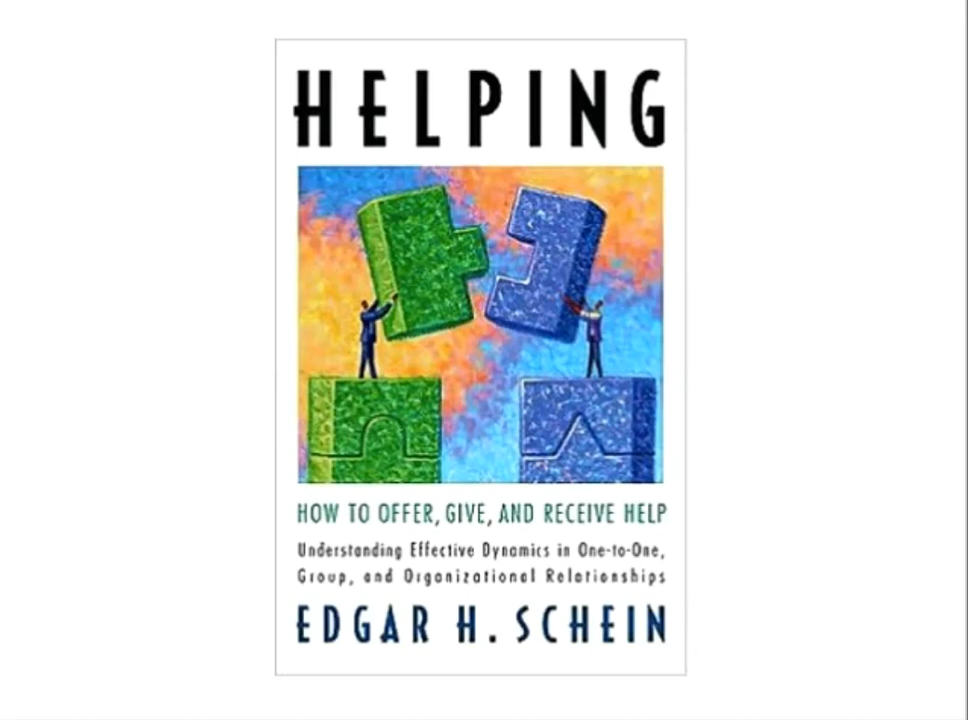 HELPING
HOW TO OFFER, GIVE, AND RECEIVE HELP
Understanding Effective Dynamics in One-to-One,
Group, and Organizational Relationships
EDGAR H. SCHEIN